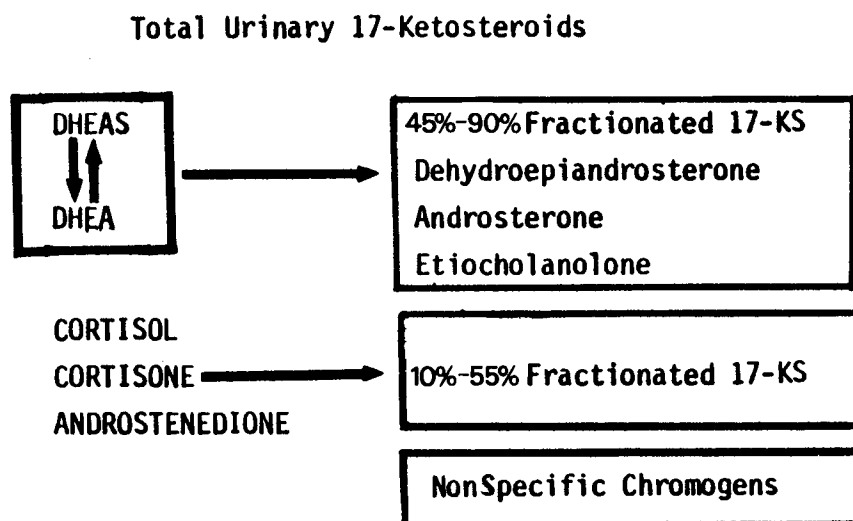 Total Urinary 17-Ketosteroids
DHEAS
DHEA
45%-90% Fractionated 17-KS
Dehydroepiandrosterone
Androsterone
Etiocholanolone
CORTISOL
CORTISONE
ANDROSTENEDIONE
10%-55% Fractionated 17-KS
NonSpecific Chromogens